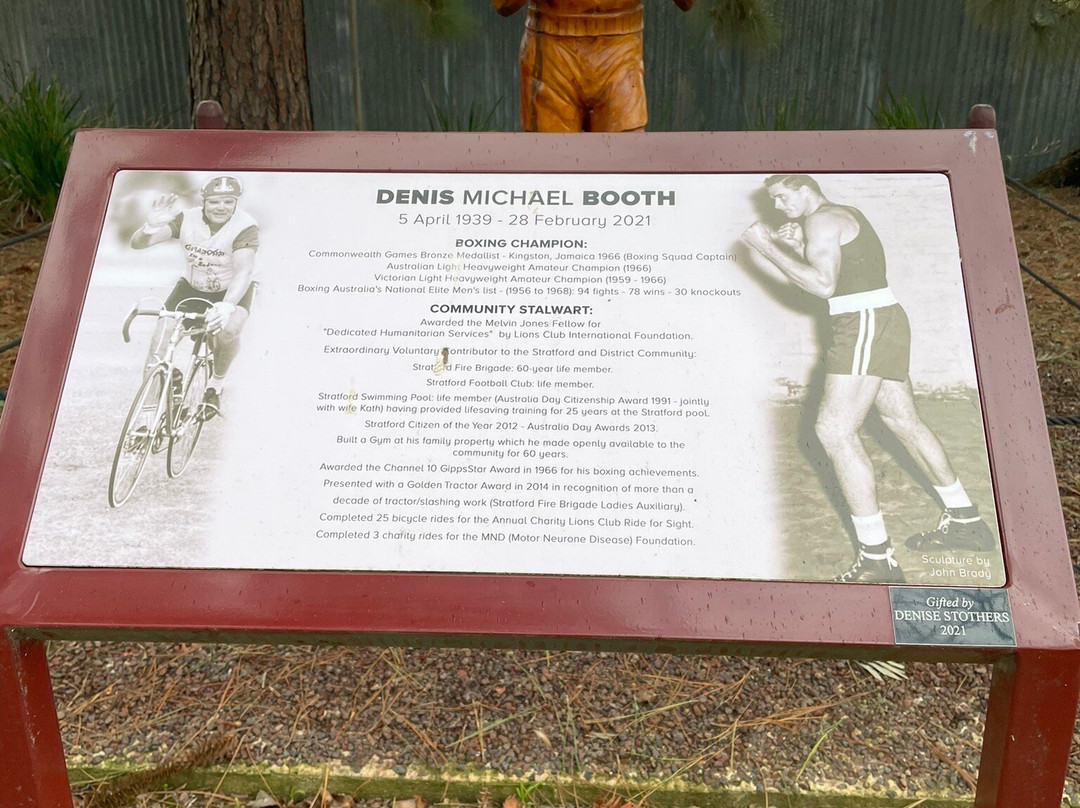 DENIS MICHAEL BOOTH
5 April 1939 - 28 February 2021
BOXING CHAMPION:
Commonwealth Games Bronze Medallist - Kingston, Jamaica 1966 (Boxing Squad Captain)
Australian Light Heavyweight Amateur Champion (1966)
Victorian Light Heavyweight Amateur Champion (1959 - 1966)
Boxing Australia's National Elite Men's list - (1956 to 1968): 94 fights - 78 wins - 30 knockouts
COMMUNITY STALWART:
Awarded the Melvin Jones Fellow for
"Dedicated Humanitarian Services" by Lions Club International Foundation.
Extraordinary Voluntary Contributor to the Stratford and District Community:
Stratford Fire Brigade: 60-year life member.
Stratford Football Club: life member.
Stratford Swimming Pool: life member (Australia Day Citizenship Award 1991 - jointly
with wife Kath) having provided lifesaving training for 25 years at the Stratford pool.
Stratford Citizen of the Year 2012 - Australia Day Awards 2013.
Built a Gym at his family property which he made openly available to the
community for 60 years.
Awarded the Channel 10 GippsStar Award in 1966 for his boxing achievements.
Presented with a Golden Tractor Award in 2014 in recognition of more than a
decade of tractor/slashing work (Stratford Fire Brigade Ladies Auxiliary).
Completed 25 bicycle rides for the Annual Charity Lions Club Ride for Sight.
Completed 3 charity rides for the MND (Motor Neurone Disease) Foundation.
Sculpture by
John Brady
Gifted by
DENISE STOTHERS
2021